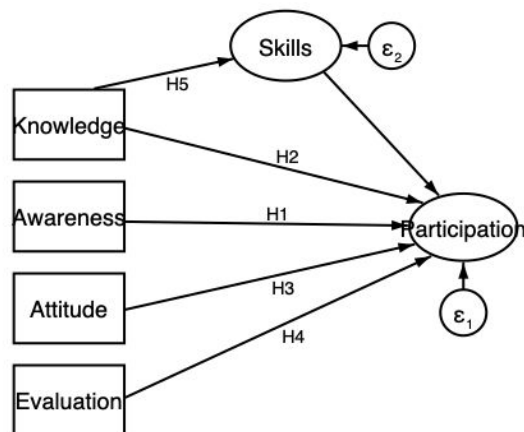 Skills
ε2
H5
Knowledge
H2
Awareness
H1
Participation
H3
Attitude
ε1
H4
Evaluation